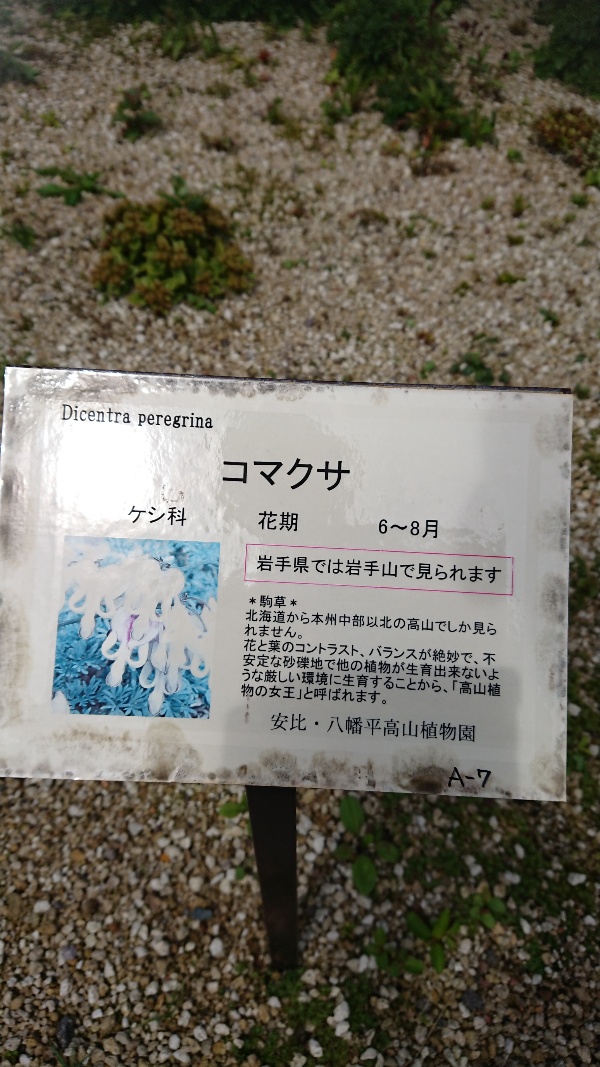 Dicentra peregrina
コマクサ
ケシ科 花期 6～8月
岩手県では岩手山で見られます
＊駒草＊
北海道から本州中部以北の高山でしか見ら
れません。
花と葉のコントラスト、バランスが絶妙で、不
安定な砂礫地で他の植物が生育出来ないよ
うな厳しい環境に生育することから、「高山植
物の女王」と呼ばれます。
安比・八幡平高山植物園
A-7